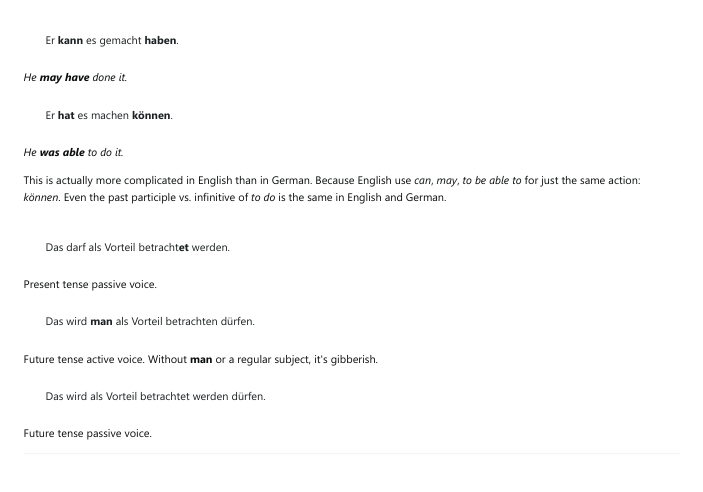 Er kann es gemacht haben.
He may have done it.
Er hat es machen können.
He was able to do it.
This is actually more complicated in English than in German. Because English use can, may, to be able to for just the same action:
können. Even the past participle vs. infinitive of to do is the same in English and German.
Das darf als Vorteil betrachtet werden.
Present tense passive voice.
Das wird man als Vorteil betrachten dürfen.
Future tense active voice. Without man or a regular subject, it's gibberish.
Das wird als Vorteil betrachtet werden dürfen.
Future tense passive voice.